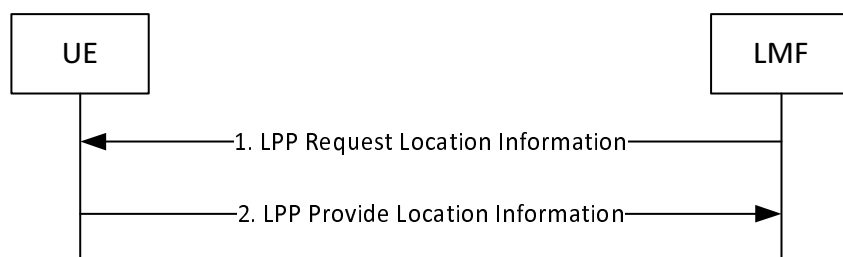 UE
LMF
1. LPP Request Location Information
2. LPP Provide Location Information